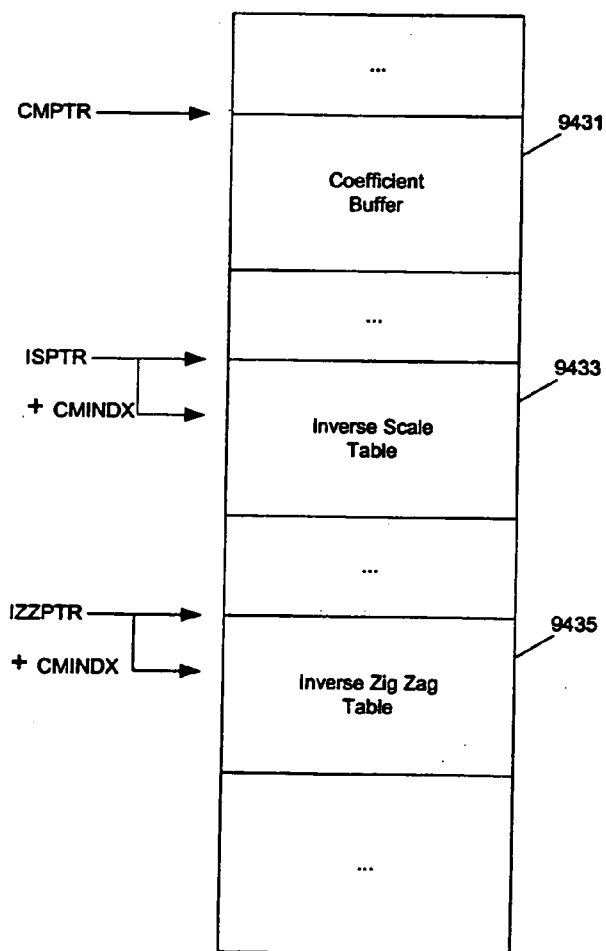 ...
CMPTR
9431
Coefficient
Buffer
...
ISPTR
9433
+ CMINDX
Inverse Scale
Table
...
IZZPTR
9435
+ CMINDX
Inverse Zig Zag
Table
...